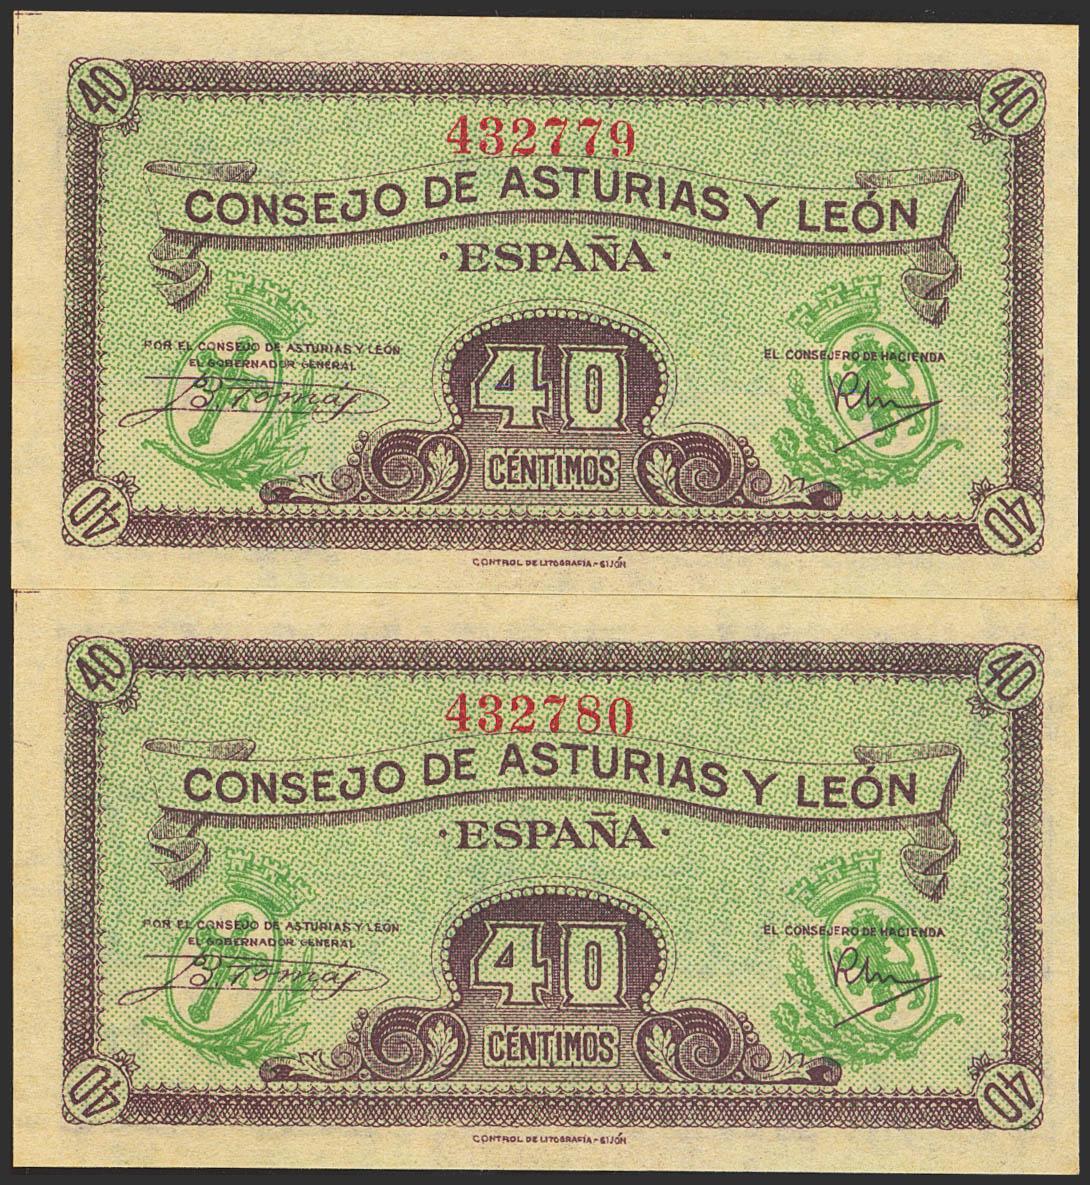 40 40
432779
CONSEJO DE ASTURIAS Y LEÓN
·ESPAÑA·
POR EL CONSEJO DE ASTURIAS Y LEÓN
EL GOBERNADOR GENERAL
B Tomás
EL CONSEJERO DE HACIENDA
40
CÉNTIMOS
40 40
CONTROL DE LITOGRAFIA-GIJÓN
40 40
432780
CONSEJO DE ASTURIAS Y LEÓN
·ESPAÑA·
POR EL CONSEJO DE ASTURIAS Y LEÓN
EL GOBERNADOR GENERAL
B Tomás
EL CONSEJERO DE HACIENDA
40
CÉNTIMOS
40 40
CONTROL DE LITOGRAFIA-GIJÓN